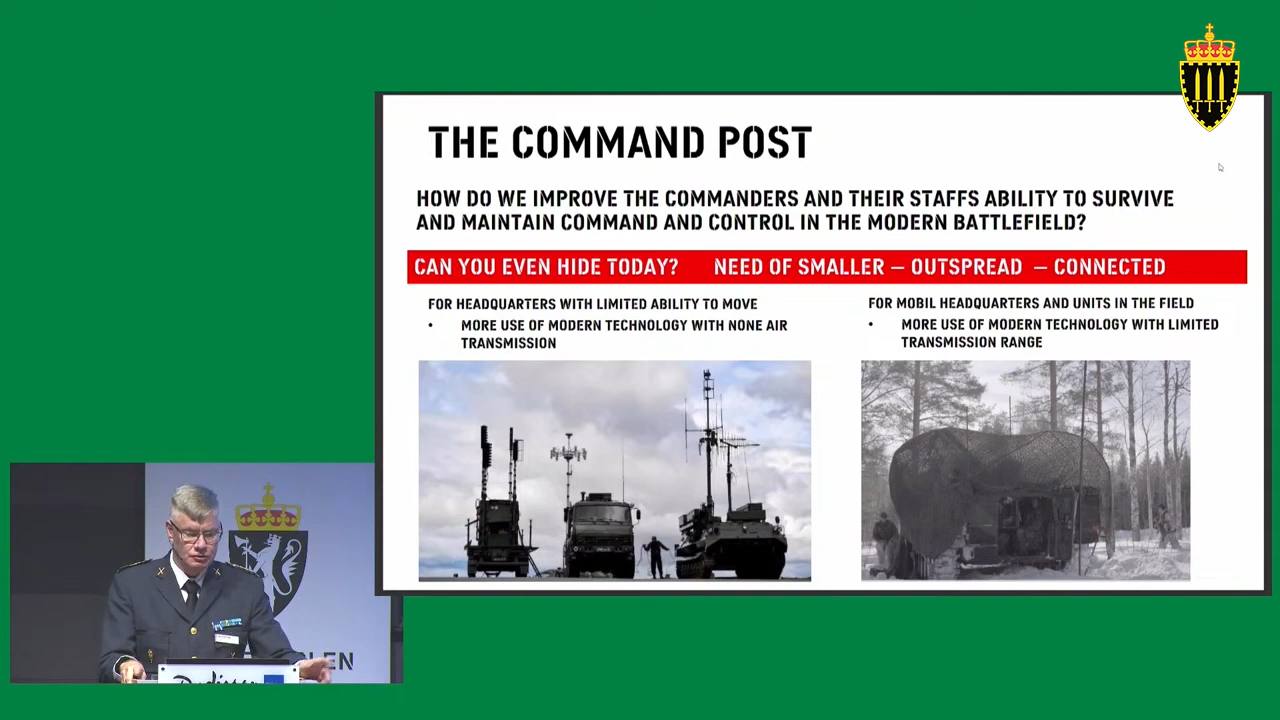 THE COMMAND POST
HOW DO WE IMPROVE THE COMMANDERS AND THEIR STAFFS ABILITY TO SURVIVE
AND MAINTAIN COMMAND AND CONTROL IN THE MODERN BATTLEFIELD?
CAN YOU EVEN HIDE TODAY? NEED OF SMALLER – OUTSPREAD – CONNECTED
FOR HEADQUARTERS WITH LIMITED ABILITY TO MOVE
• MORE USE OF MODERN TECHNOLOGY WITH NONE AIR
TRANSMISSION
FOR MOBIL HEADQUARTERS AND UNITS IN THE FIELD
• MORE USE OF MODERN TECHNOLOGY WITH LIMITED
TRANSMISSION RANGE